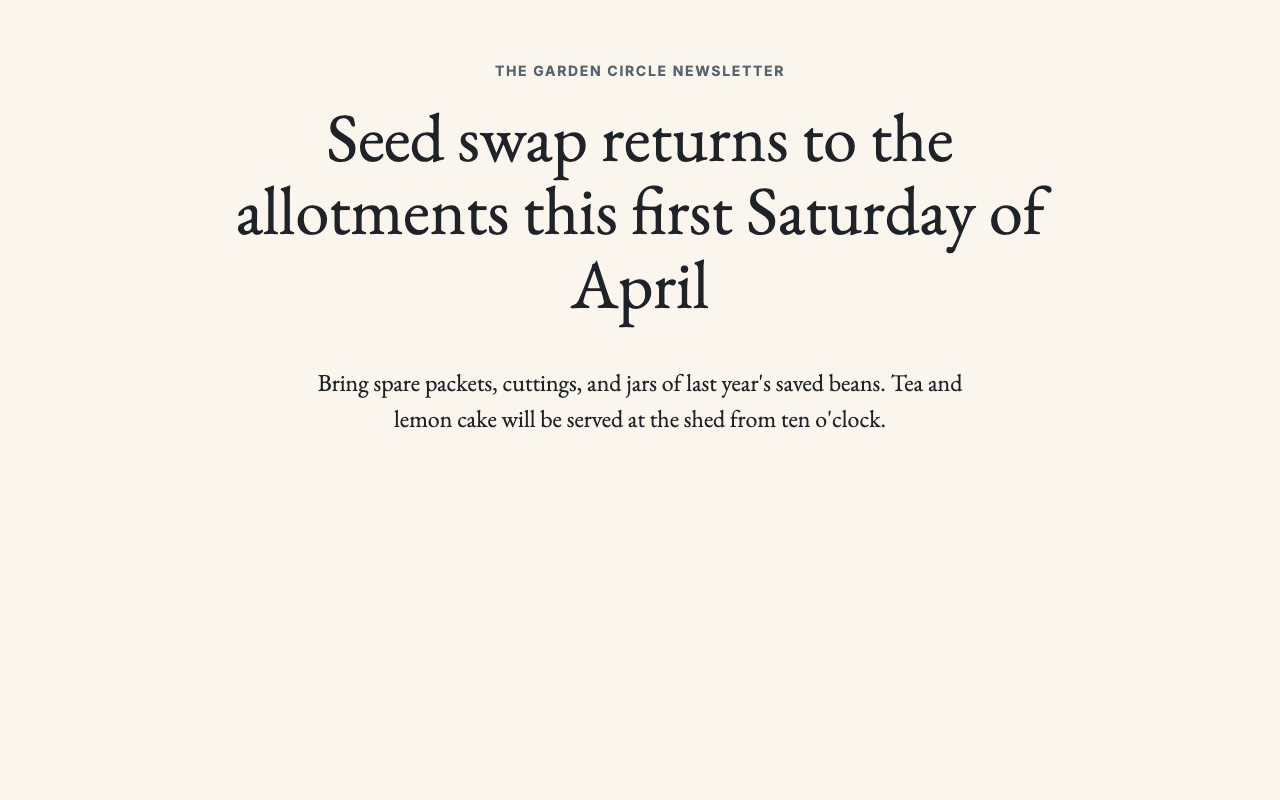 THE GARDEN CIRCLE NEWSLETTER
Seed swap returns to the
allotments this first Saturday of
April
Bring spare packets, cuttings, and jars of last year's saved beans. Tea and
lemon cake will be served at the shed from ten o'clock.